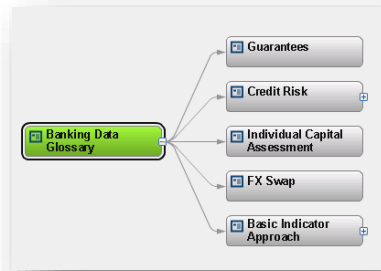 Guarantees
Credit Risk
Banking Data
Glossary
Individual Capital
Assessment
FX Swap
Basic Indicator
Approach